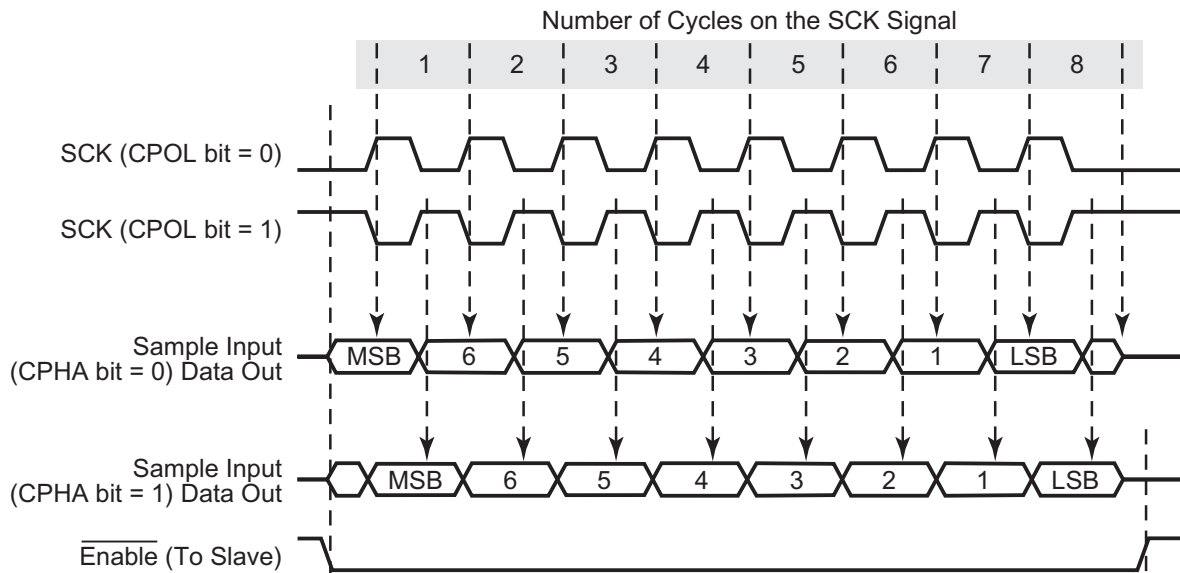 Number of Cycles on the SCK Signal
1 2 3 4 5 6 7 8
SCK (CPOL bit = 0)
SCK (CPOL bit = 1)
Sample Input
(CPHA bit = 0) Data Out
MSB 6 5 4 3 2 1 LSB
Sample Input
(CPHA bit = 1) Data Out
MSB 6 5 4 3 2 1 LSB
Enable (To Slave)